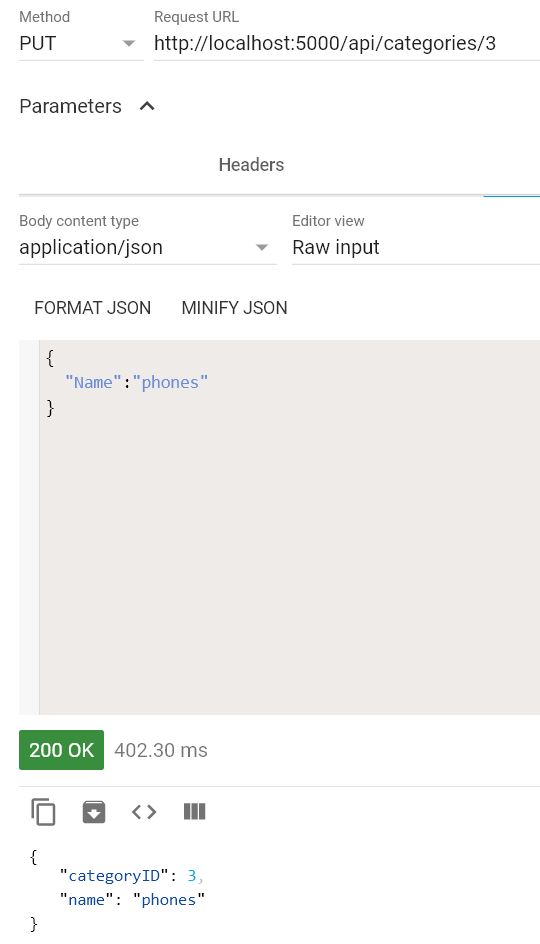 Method Request URL
PUT http://localhost:5000/api/categories/3
Parameters
Headers
Body content type Editor view
application/json Raw input
FORMAT JSON MINIFY JSON
{
"Name":"phones"
}
200 OK 402.30 ms
{
"categoryID": 3,
"name": "phones"
}